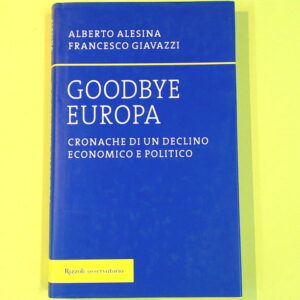 ALBERTO ALESINA
FRANCESCO GIAVAZZI
GOODBYE
EUROPA
CRONACHE DI UN DECLINO
ECONOMICO E POLITICO
Rizzoli osservatorio